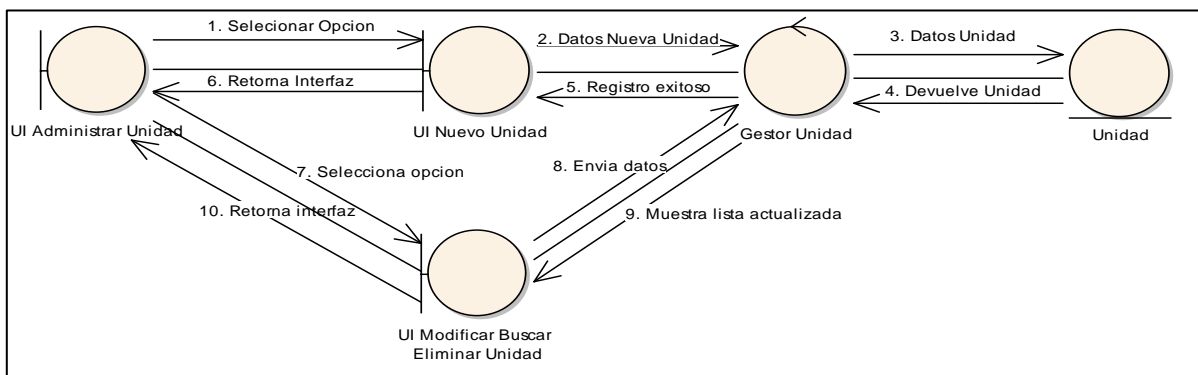 1. Selecionar Opcion
2. Datos Nueva Unidad
3. Datos Unidad
6. Retorna Interfaz
5. Registro exitoso
4. Devuelve Unidad
UI Administrar Unidad
UI Nuevo Unidad
Gestor Unidad
Unidad
7. Selecciona opcion
8. Envia datos
10. Retorna interfaz
9. Muestra lista actualizada
UI Modificar Buscar
Eliminar Unidad